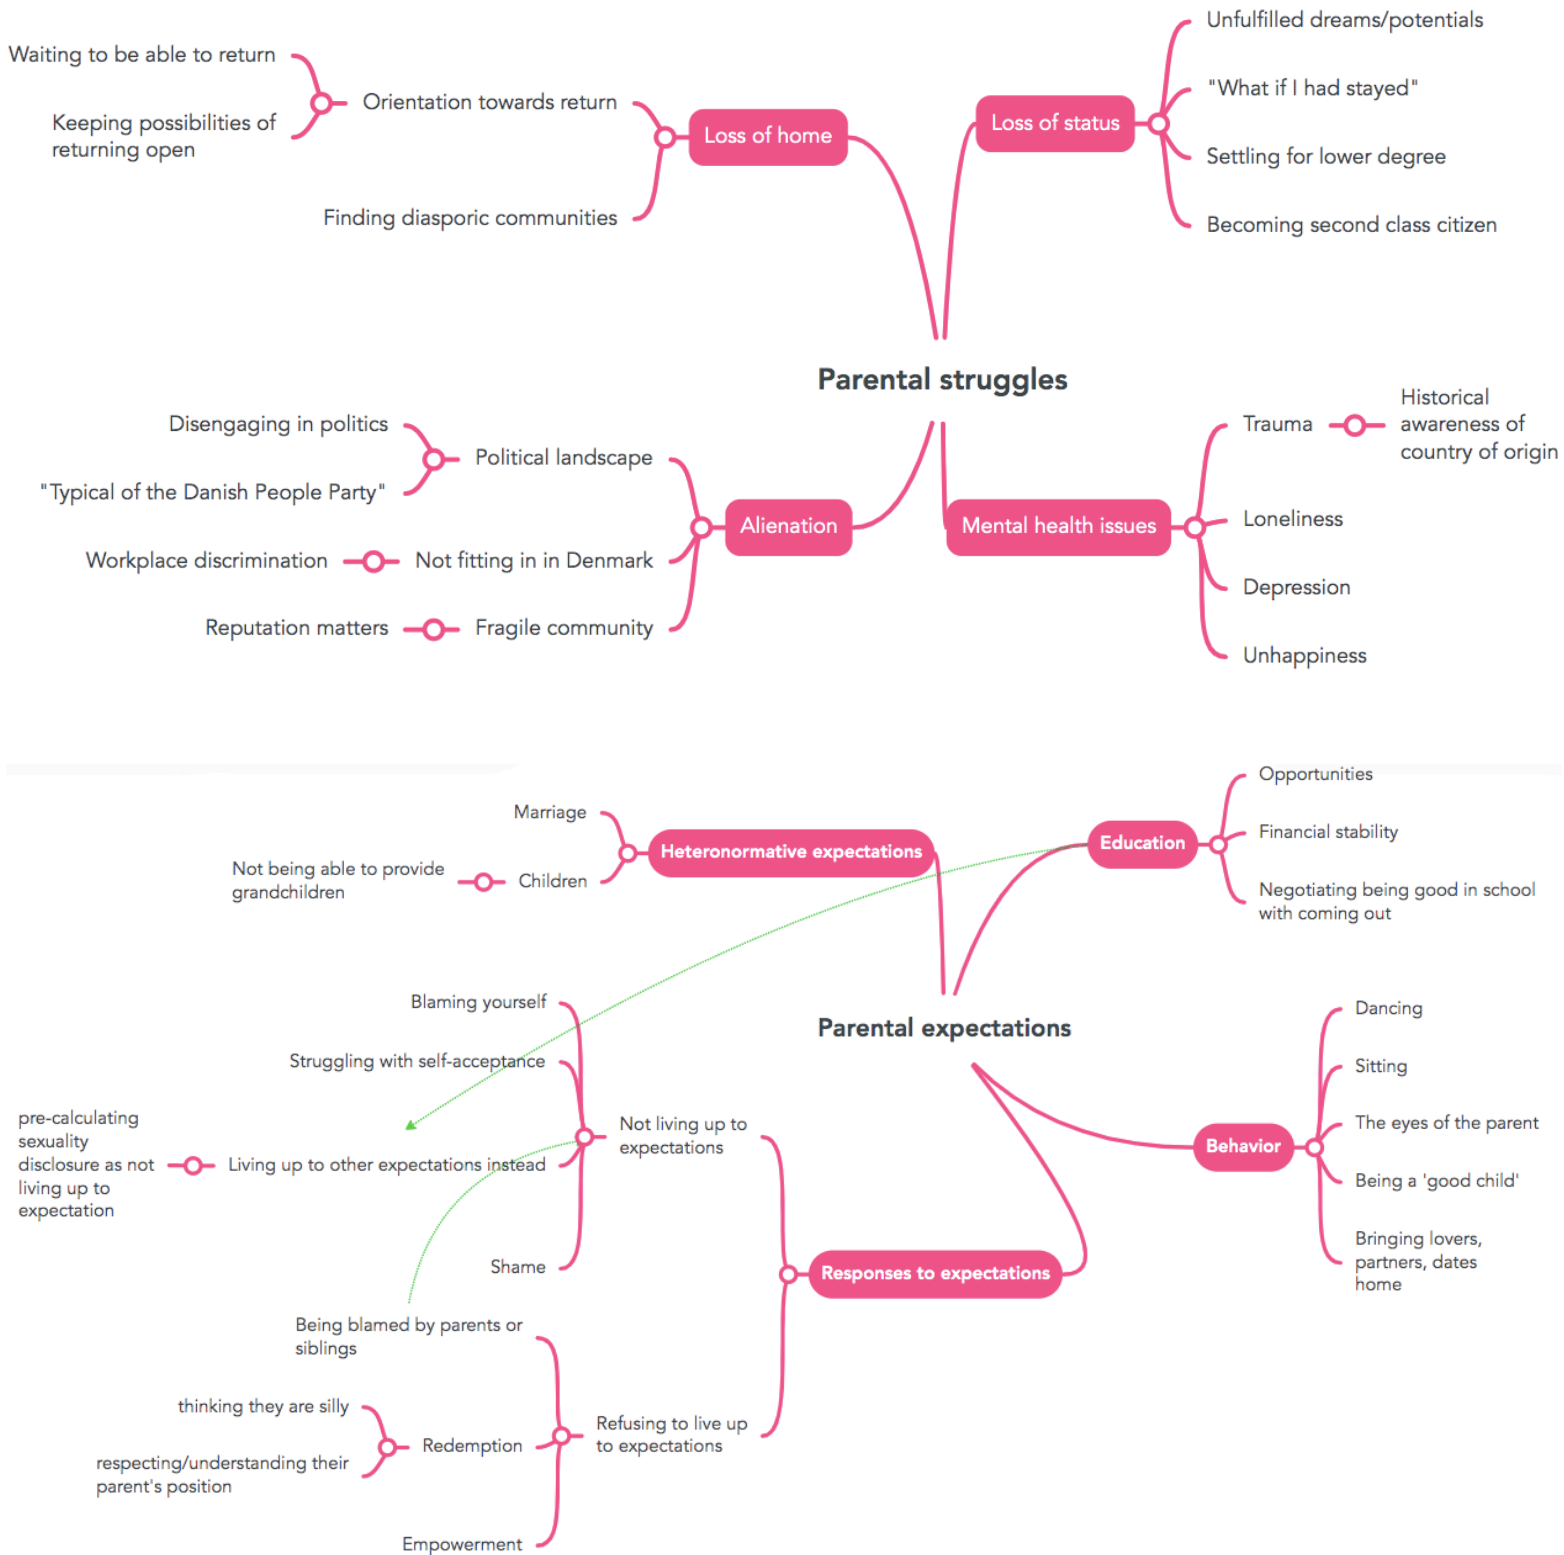 Unfulfilled dreams/potentials
Waiting to be able to return
"What if I had stayed"
Orientation towards return
Keeping possibilities of
returning open
Loss of home
Loss of status
Settling for lower degree
Finding diasporic communities
Becoming second class citizen
Parental struggles
Disengaging in politics
Political landscape
"Typical of the Danish People Party"
Historical
awareness of
country of origin
Trauma
Alienation
Mental health issues
Loneliness
Workplace discrimination
Not fitting in in Denmark
Depression
Reputation matters
Fragile community
Unhappiness
Opportunities
Marriage
Heteronormative expectations
Education
Financial stability
Not being able to provide
grandchildren
Children
Negotiating being good in school
with coming out
Blaming yourself
Parental expectations
Dancing
Struggling with self-acceptance
Sitting
pre-calculating
sexuality
disclosure as not
living up to
expectation
Living up to other expectations instead
Not living up to
expectations
The eyes of the parent
Behavior
Being a 'good child'
Shame
Responses to expectations
Bringing lovers,
partners, dates
home
Being blamed by parents or
siblings
thinking they are silly
Redemption
Refusing to live up
to expectations
respecting/understanding their
parent's position
Empowerment